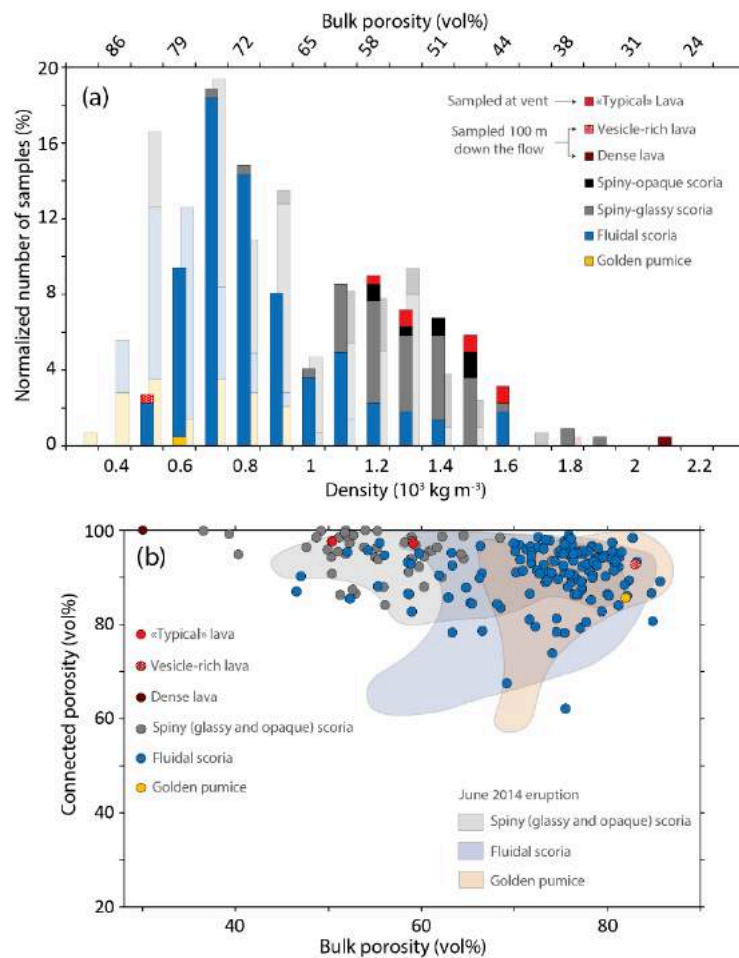 Bulk porosity (vol%)
86 79 72 65 58 51 44 38 31 24
20
16
12
8
4
0
Normalized number of samples (%)
(a)
Sampled at vent
Sampled 100 m
down the flow
«Typical» Lava
Vesicle-rich lava
Dense lava
Spiny-opaque scoria
Spiny-glassy scoria
Fluidal scoria
Golden pumice
0.4 0.6 0.8 1 1.2 1.4 1.6 1.8 2 2.2
Density (10³ kg m⁻³)
100
80
60
40
20
Connected porosity (vol%)
(b)
«Typical» lava
Vesicle-rich lava
Dense lava
Spiny (glassy and opaque) scoria
Fluidal scoria
Golden pumice
June 2014 eruption
Spiny (glassy and opaque) scoria
Fluidal scoria
Golden pumice
40 60 80
Bulk porosity (vol%)